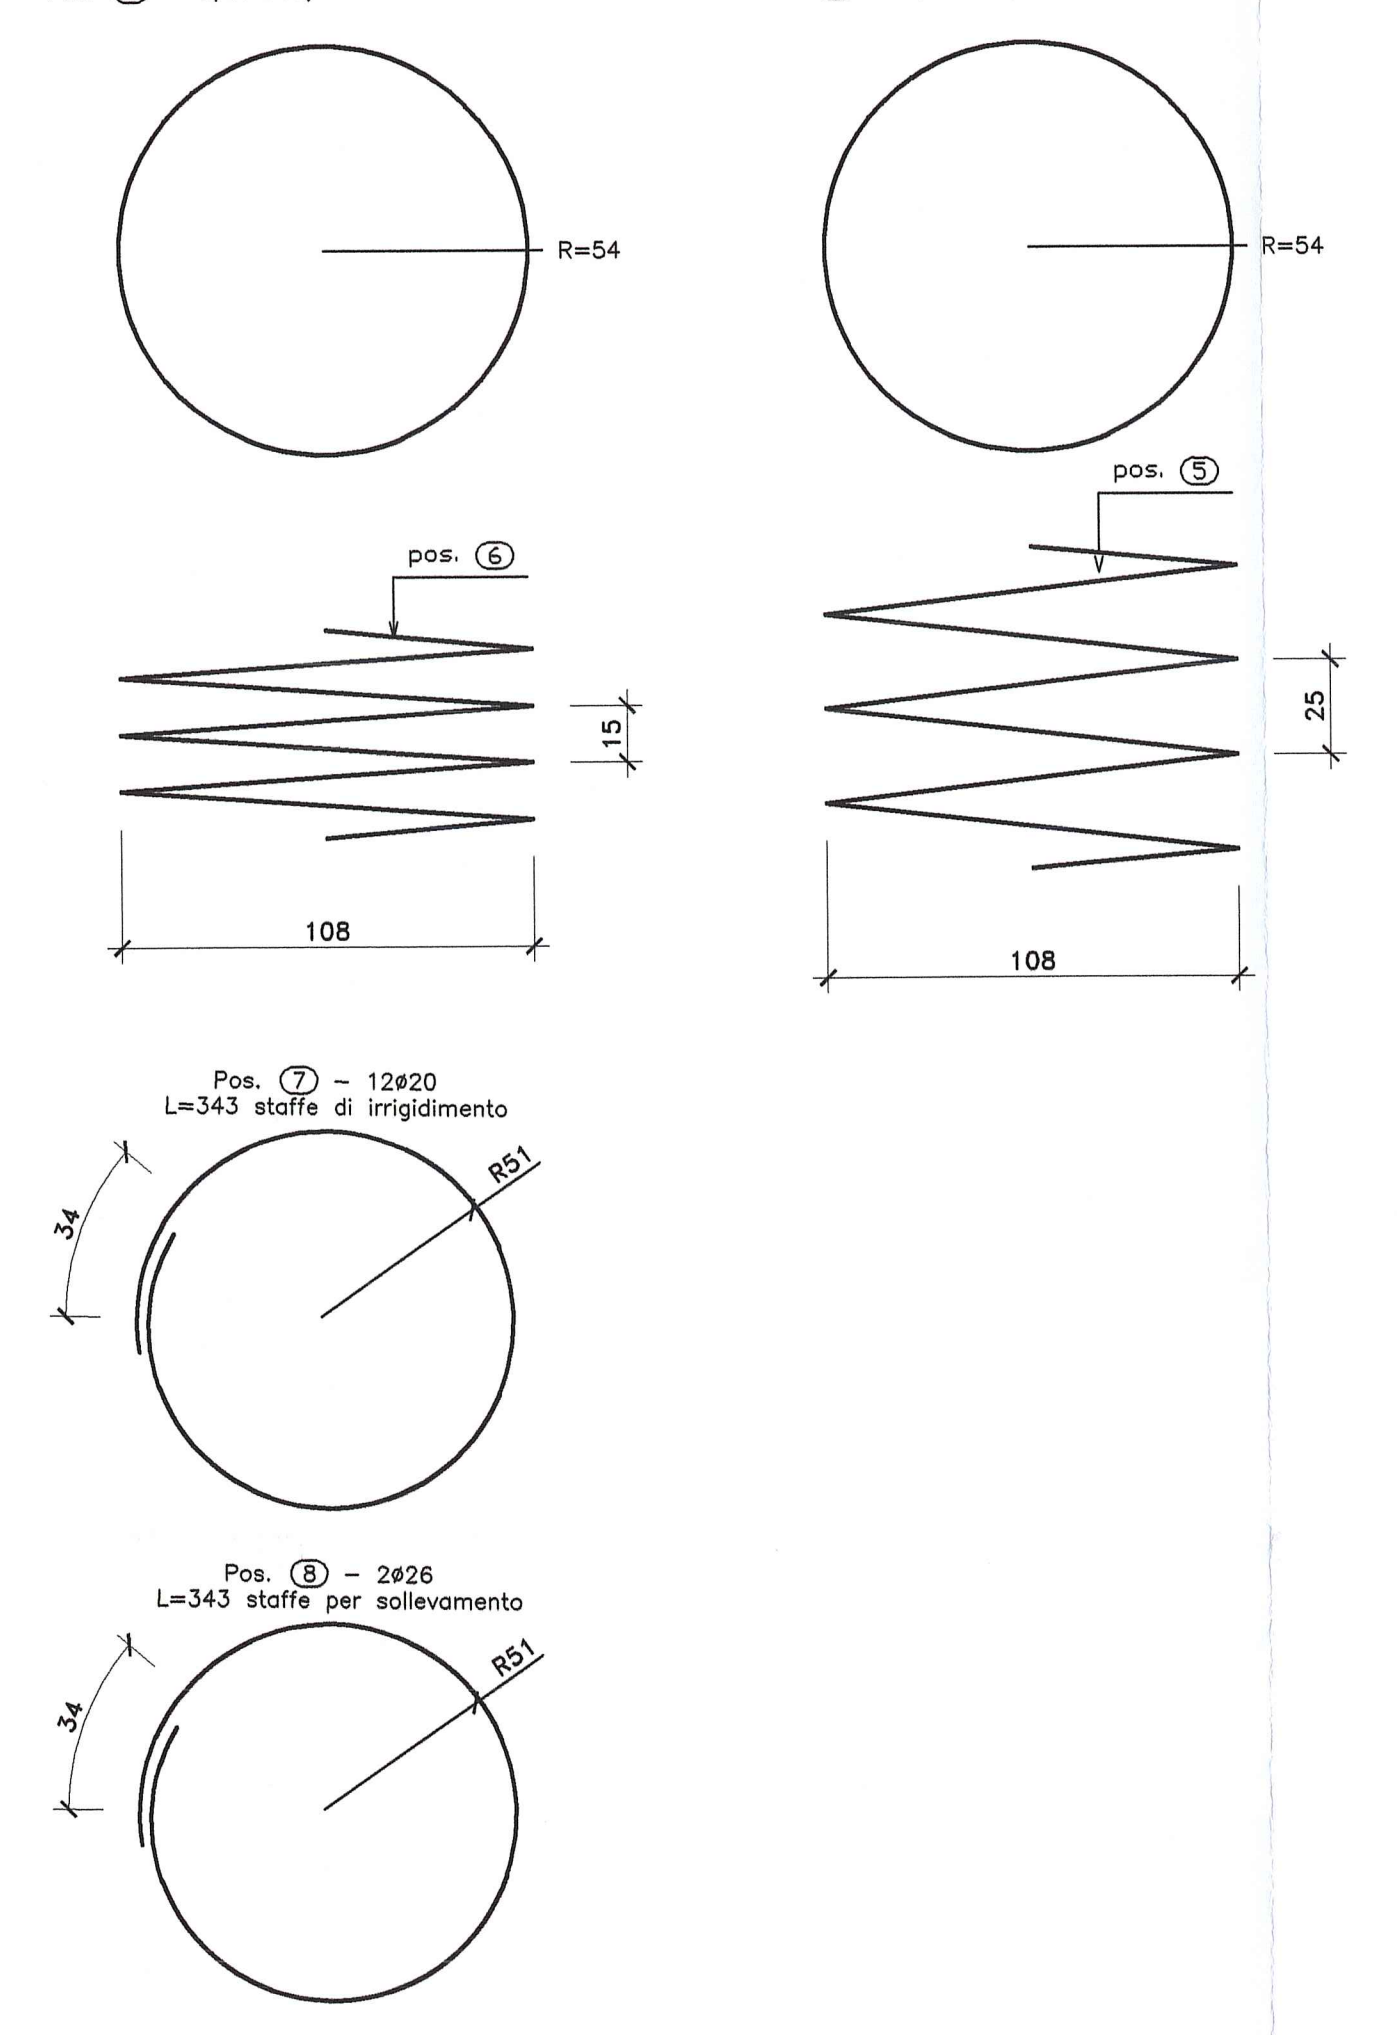 R=54
R=54
pos. 5
pos. 6
15
25
108
108
Pos. 7 - 12ø20
L=343 staffe di irrigidimento
R51
34
Pos. 8 - 2ø26
L=343 staffe per sollevamento
R51
34